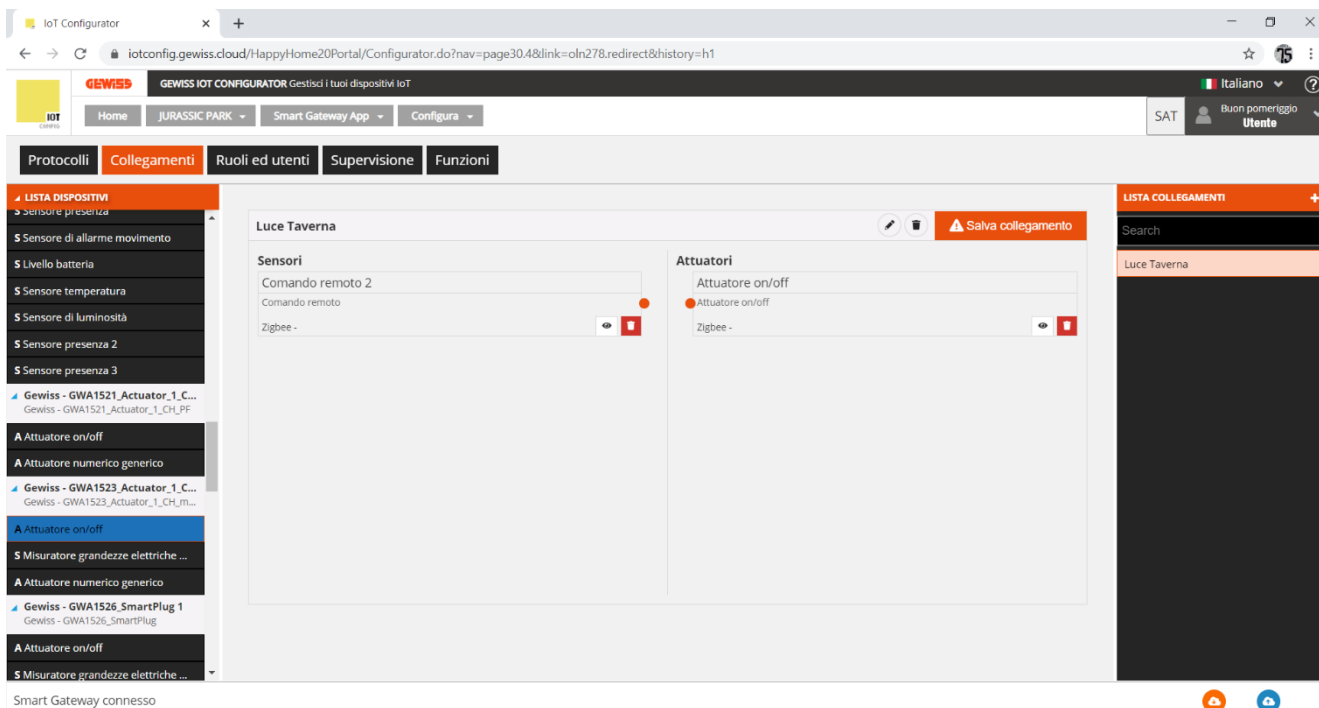 IoT Configurator
iotconfig.gewiss.cloud/HappyHome20Portal/Configurator.do?nav=page30.4&link=oln278.redirect&history=h1
GEWISS
GEWISS IOT CONFIGURATOR Gestisci i tuoi dispositivi IoT
Italiano
IOT
CONFIG
Home
JURASSIC PARK
Smart Gateway App
Configura
SAT
Buon pomeriggio
Utente
Protocolli
Collegamenti
Ruoli ed utenti
Supervisione
Funzioni
LISTA DISPOSITIVI
S Sensore presenza
S Sensore di allarme movimento
S Livello batteria
S Sensore temperatura
S Sensore di luminosità
S Sensore presenza 2
S Sensore presenza 3
Gewiss - GWA1521_Actuator_1_C...
Gewiss - GWA1521_Actuator_1_CH_PF
A Attuatore on/off
A Attuatore numerico generico
Gewiss - GWA1523_Actuator_1_C...
Gewiss - GWA1523_Actuator_1_CH_m...
A Attuatore on/off
S Misuratore grandezze elettriche ...
A Attuatore numerico generico
Gewiss - GWA1526_SmartPlug 1
Gewiss - GWA1526_SmartPlug
A Attuatore on/off
S Misuratore grandezze elettriche ...
Luce Taverna
Salva collegamento
Sensori
Comando remoto 2
Comando remoto
Zigbee -
Attuatori
Attuatore on/off
Attuatore on/off
Zigbee -
LISTA COLLEGAMENTI
Search
Luce Taverna
Smart Gateway connesso